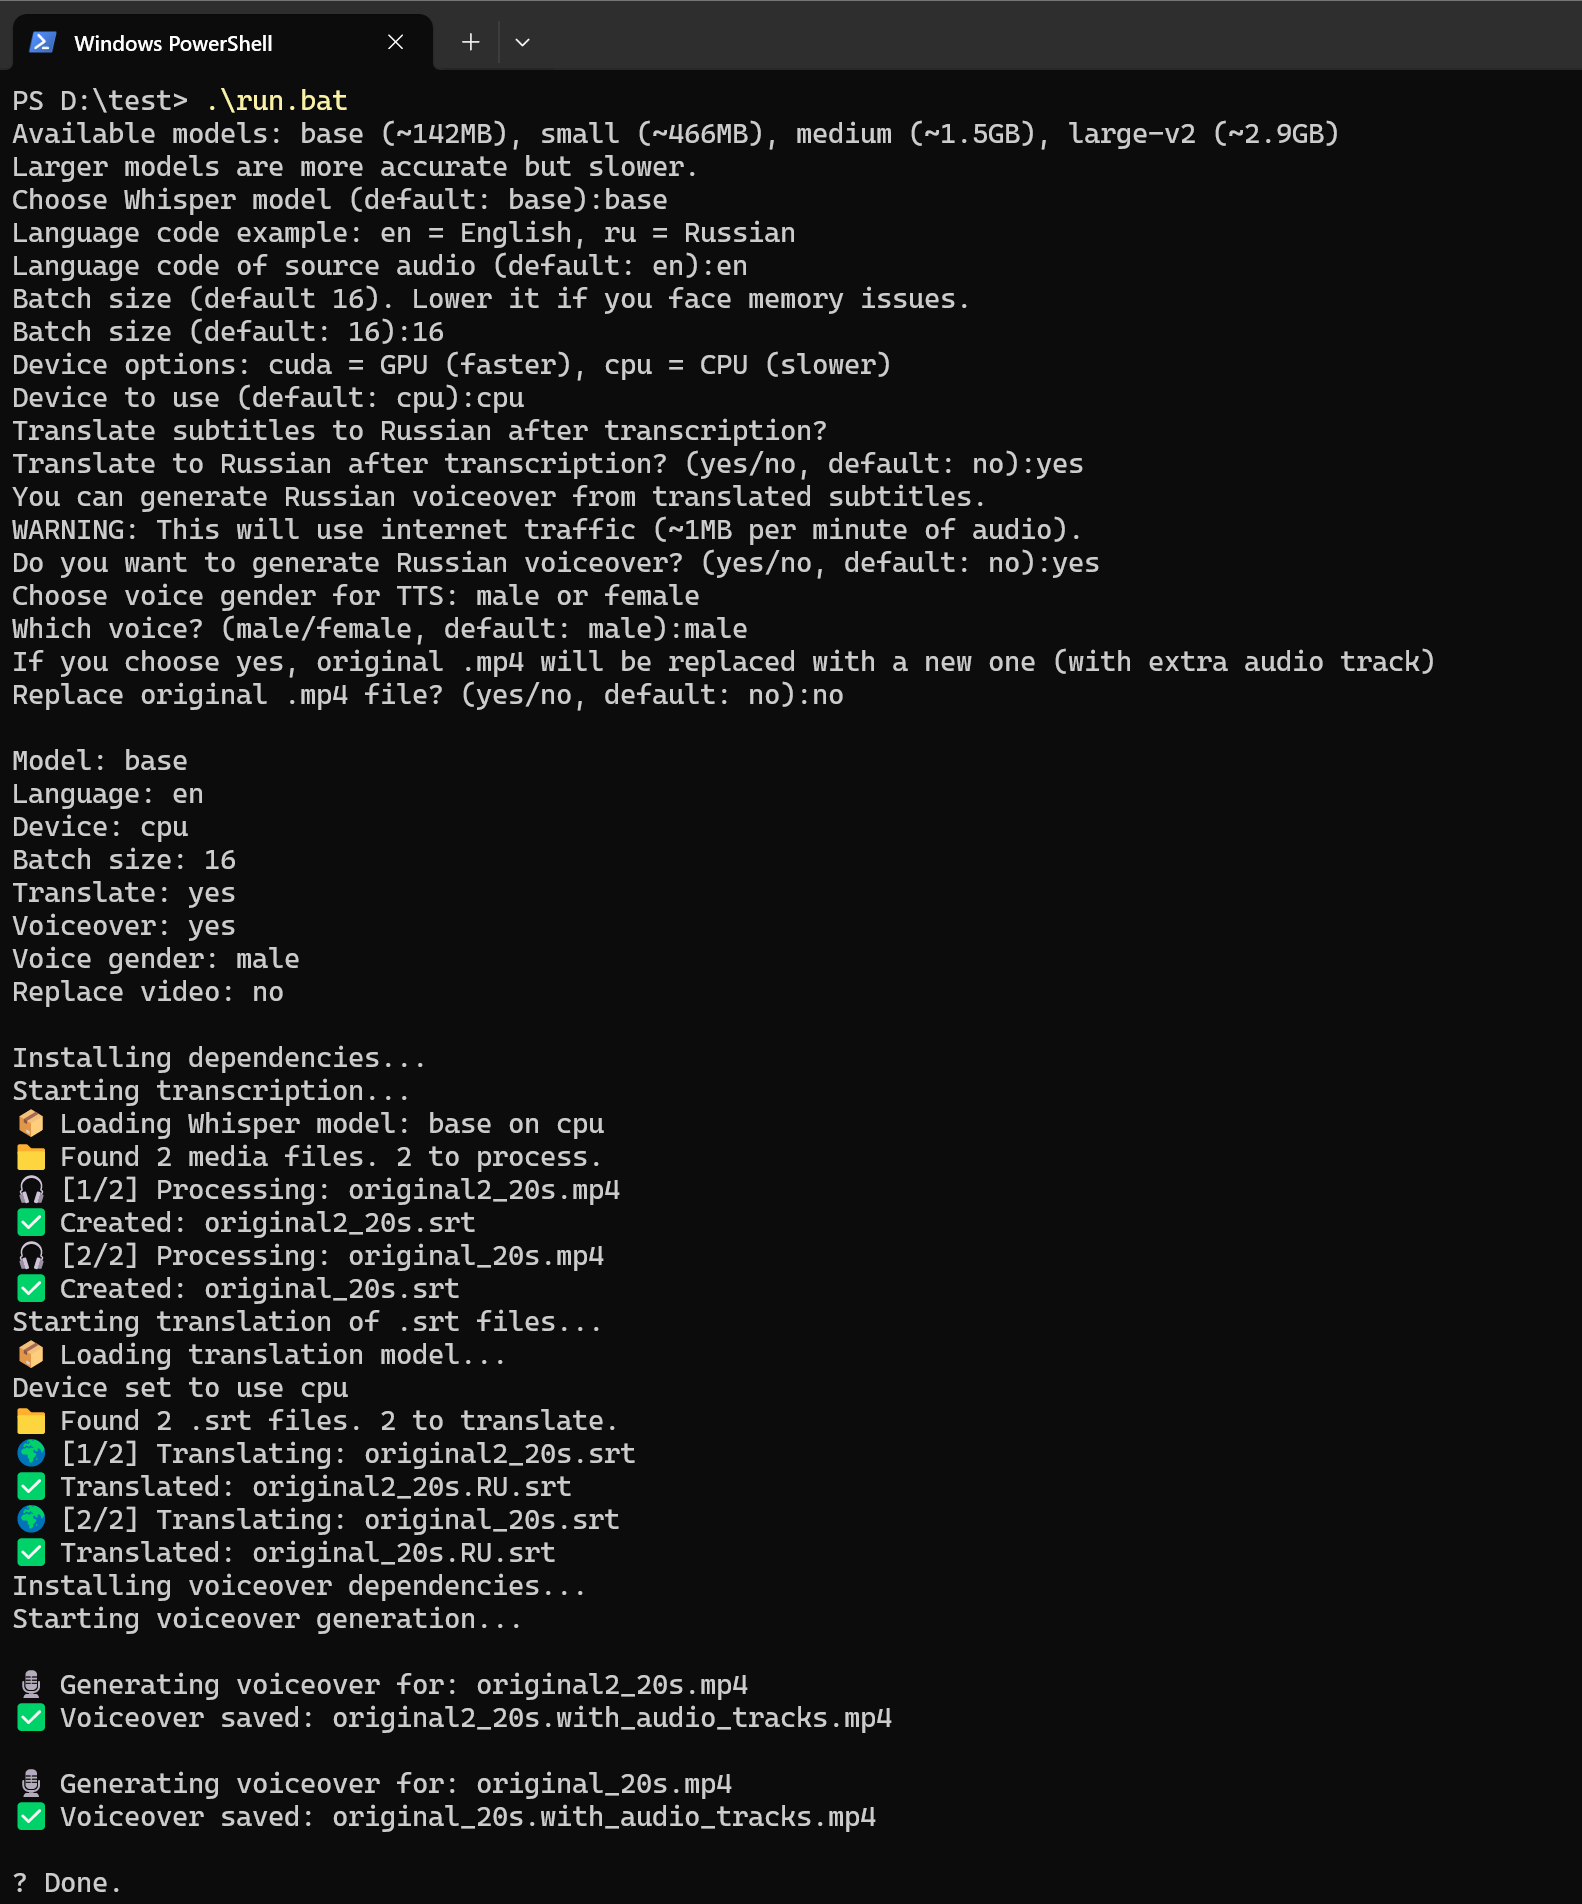 Windows PowerShell
PS D:\test> .\run.bat
Available models: base (~142MB), small (~466MB), medium (~1.5GB), large-v2 (~2.9GB)
Larger models are more accurate but slower.
Choose Whisper model (default: base):base
Language code example: en = English, ru = Russian
Language code of source audio (default: en):en
Batch size (default 16). Lower it if you face memory issues.
Batch size (default: 16):16
Device options: cuda = GPU (faster), cpu = CPU (slower)
Device to use (default: cpu):cpu
Translate subtitles to Russian after transcription?
Translate to Russian after transcription? (yes/no, default: no):yes
You can generate Russian voiceover from translated subtitles.
WARNING: This will use internet traffic (~1MB per minute of audio).
Do you want to generate Russian voiceover? (yes/no, default: no):yes
Choose voice gender for TTS: male or female
Which voice? (male/female, default: male):male
If you choose yes, original .mp4 will be replaced with a new one (with extra audio track)
Replace original .mp4 file? (yes/no, default: no):no

Model: base
Language: en
Device: cpu
Batch size: 16
Translate: yes
Voiceover: yes
Voice gender: male
Replace video: no

Installing dependencies...
Starting transcription...
📦 Loading Whisper model: base on cpu
📁 Found 2 media files. 2 to process.
🎧 [1/2] Processing: original2_20s.mp4
✅ Created: original2_20s.srt
🎧 [2/2] Processing: original_20s.mp4
✅ Created: original_20s.srt
Starting translation of .srt files...
📦 Loading translation model...
Device set to use cpu
📁 Found 2 .srt files. 2 to translate.
🌍 [1/2] Translating: original2_20s.srt
✅ Translated: original2_20s.RU.srt
🌍 [2/2] Translating: original_20s.srt
✅ Translated: original_20s.RU.srt
Installing voiceover dependencies...
Starting voiceover generation...

🎙 Generating voiceover for: original2_20s.mp4
✅ Voiceover saved: original2_20s.with_audio_tracks.mp4

🎙 Generating voiceover for: original_20s.mp4
✅ Voiceover saved: original_20s.with_audio_tracks.mp4

? Done.